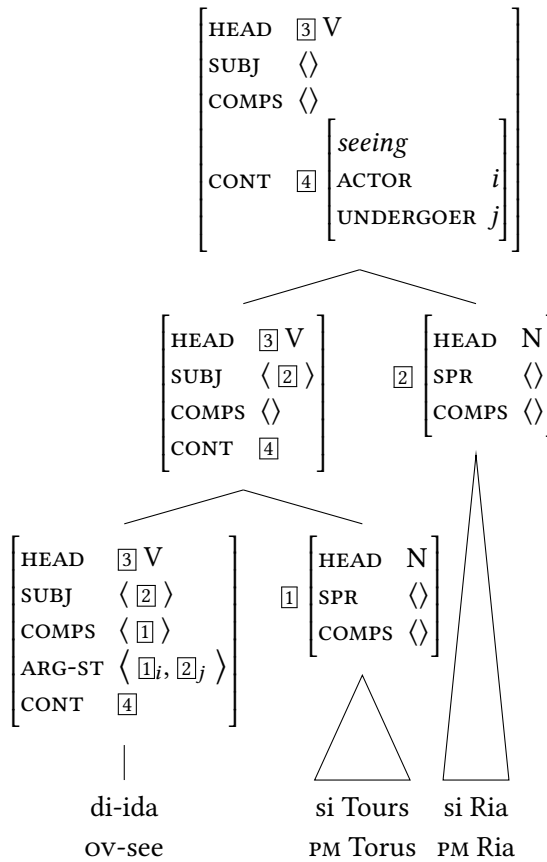 HEAD 3 V
SUBJ ⟨⟩
COMPS ⟨⟩
CONT 4 seeing
ACTOR i
UNDERGOER j
HEAD 3 V
SUBJ ⟨ 2 ⟩
COMPS ⟨⟩
CONT 4
2 HEAD N
SPR ⟨⟩
COMPS ⟨⟩
HEAD 3 V
SUBJ ⟨ 2 ⟩
COMPS ⟨ 1 ⟩
ARG-ST ⟨ 1i, 2j ⟩
CONT 4
1 HEAD N
SPR ⟨⟩
COMPS ⟨⟩
di-ida si Tours si Ria
OV-see PM Torus PM Ria